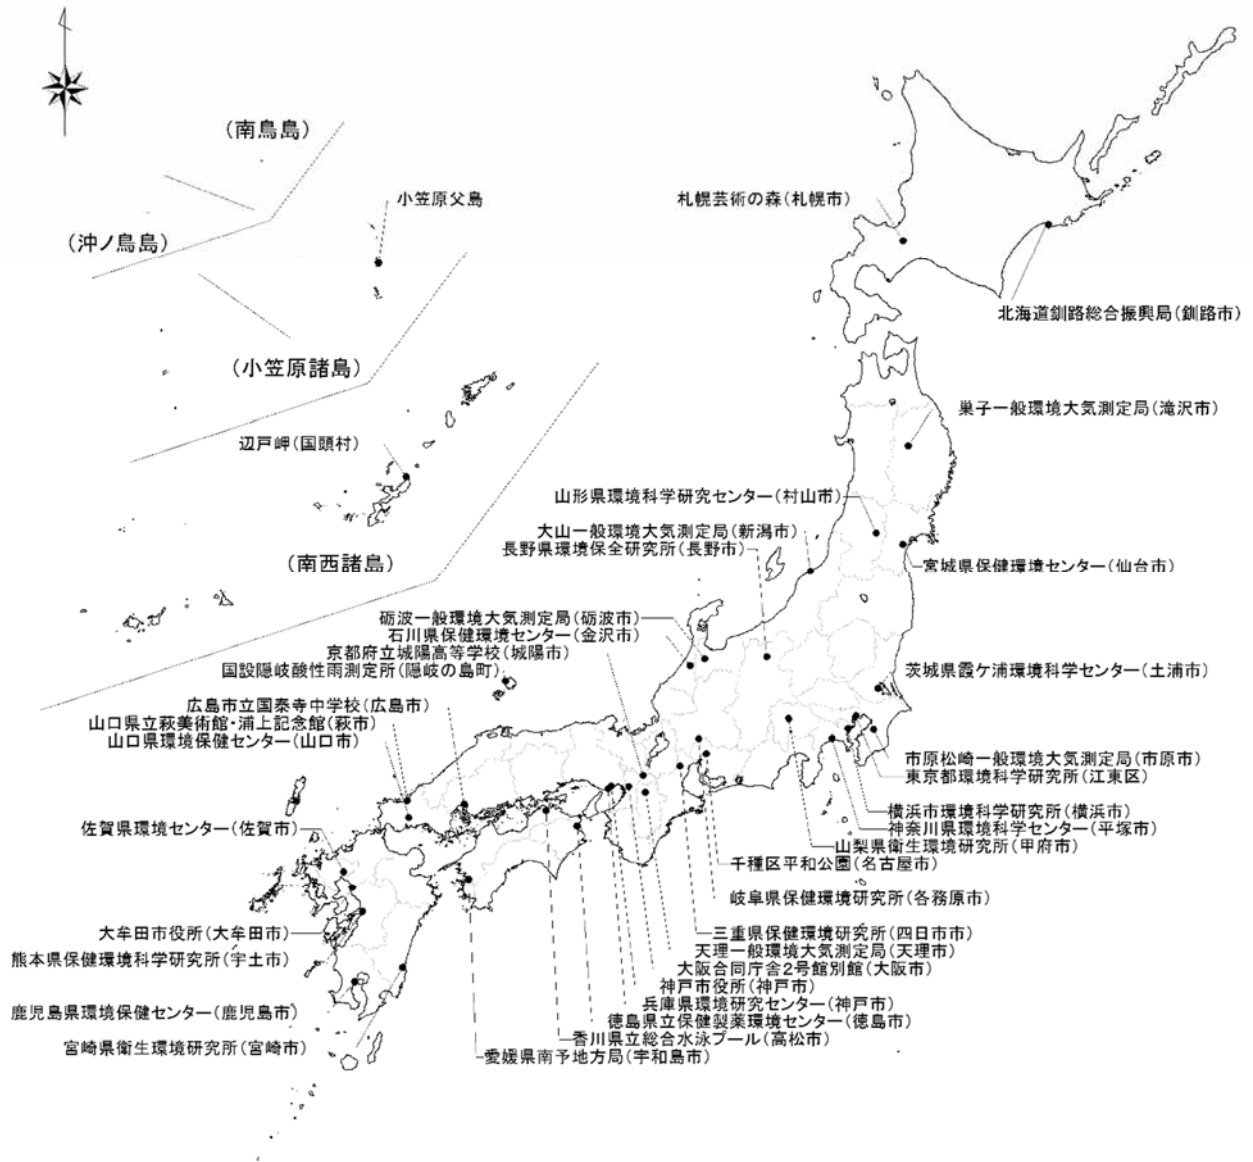 (南鳥島)
小笠原父島
札幌芸術の森(札幌市)
(沖ノ鳥島)
北海道釧路総合振興局(釧路市)
(小笠原諸島)
巣子一般環境大気測定局(滝沢市)
辺戸岬(国頭村)
山形県環境科学研究センター(村山市)
大山一般環境大気測定局(新潟市)
長野県環境保全研究所(長野市)
(南西諸島)
宮城県保健環境センター(仙台市)
砺波一般環境大気測定局(砺波市)
石川県保健環境センター(金沢市)
京都府立城陽高等学校(城陽市)
国設隠岐酸性雨測定所(隠岐の島町)
茨城県霞ケ浦環境科学センター(土浦市)
広島市立国泰寺中学校(広島市)
山口県立萩美術館・浦上記念館(萩市)
山口県環境保健センター(山口市)
市原松崎一般環境大気測定局(市原市)
東京都環境科学研究所(江東区)
横浜市環境科学研究所(横浜市)
佐賀県環境センター(佐賀市)
神奈川県環境科学センター(平塚市)
山梨県衛生環境研究所(甲府市)
千種区平和公園(名古屋市)
岐阜県保健環境研究所(各務原市)
大牟田市役所(大牟田市)
三重県保健環境研究所(四日市市)
天理一般環境大気測定局(天理市)
熊本県保健環境科学研究所(宇土市)
大阪合同庁舎2号館別館(大阪市)
神戸市役所(神戸市)
兵庫県環境研究センター(神戸市)
鹿児島県環境保健センター(鹿児島市)
徳島県立保健製薬環境センター(徳島市)
香川県立総合水泳プール(高松市)
宮崎県衛生環境研究所(宮崎市)
愛媛県南予地方局(宇和島市)